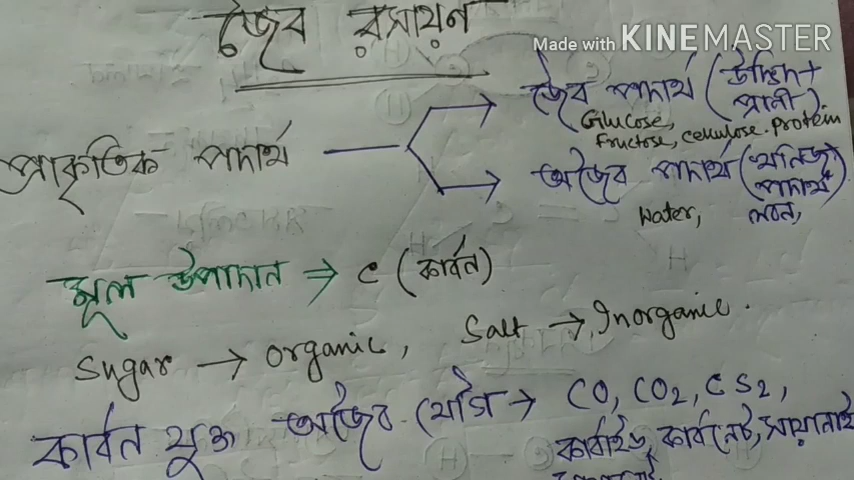 জৈব রসায়ন
Made with KINEMASTER
প্রাকৃতিক পদার্থ
জৈব পদার্থ (উদ্ভিদ+
প্রানী)
Glucose,
Fructose, cellulose. Protein
অজৈব পদার্থ (খনিজ
পদার্থ)
Water, লবন,
মূল উপাদান ⇒ C (কার্বন)
Sugar → organic, Salt → Inorganic.
কার্বন যুক্ত অজৈব যৌগ → CO, CO2, CS2,
কার্বাইড, কার্বনেট,